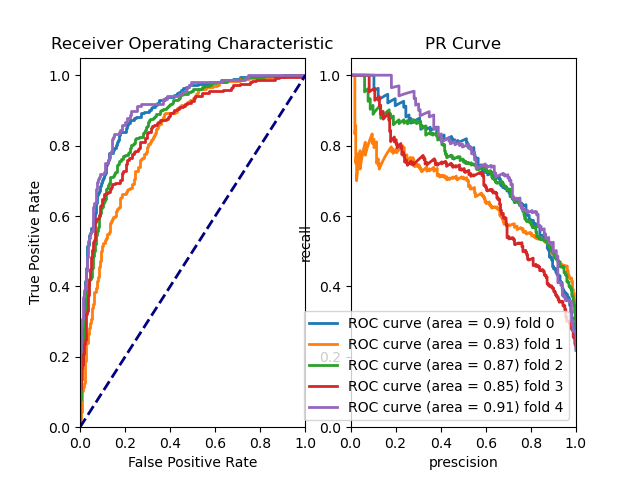 Receiver Operating Characteristic
PR Curve
1.0
0.8
0.6
0.4
0.2
0.0
True Positive Rate
0.0 0.2 0.4 0.6 0.8 1.0
False Positive Rate
1.0
0.8
0.6
0.4
0.2
0.0
recall
ROC curve (area = 0.9) fold 0
ROC curve (area = 0.83) fold 1
ROC curve (area = 0.87) fold 2
ROC curve (area = 0.85) fold 3
ROC curve (area = 0.91) fold 4
0.0 0.2 0.4 0.6 0.8 1.0
prescision